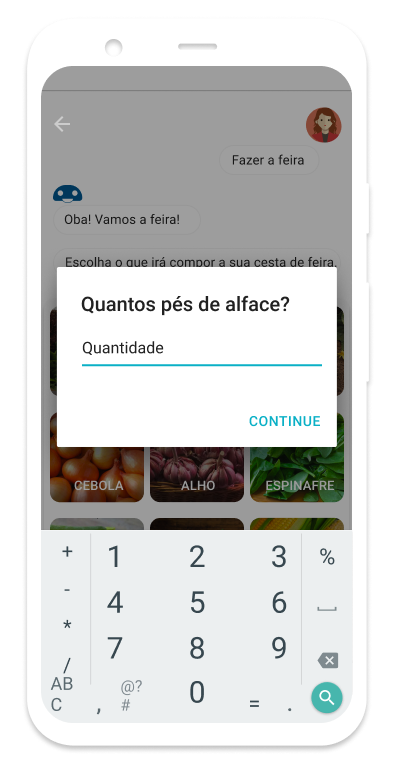 Fazer a feira
Oba! Vamos a feira!
Escolha o que irá compor a sua cesta de feira.
Quantos pés de alface?
Quantidade
CONTINUE
CEBOLA ALHO ESPINAFRE
+ 1 2 3 %
- 4 5 6
* 7 8 9
/
AB
C , @?
# 0 = .